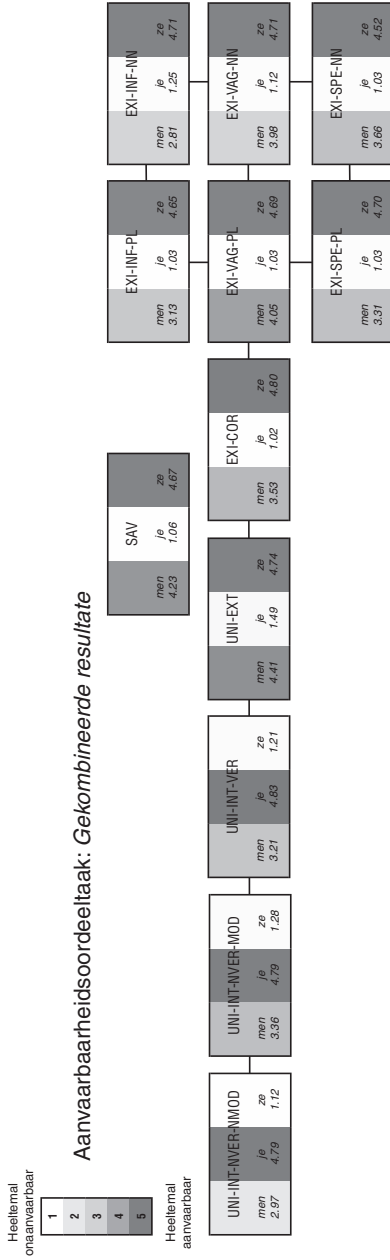 Heeltemal
onaanvaarbaar
1
2
3
4
5
Heeltemal
aanvaarbaar
Aanvaarbaarheidsoordeeltaak: Gekombineerde resultate
SAV
men je ze
4.23 1.06 4.67
EXI-INF-PL
men je ze
3.13 1.03 4.65
EXI-INF-NN
men je ze
2.81 1.25 4.71
UNI-INT-NVER-NMOD
men je ze
2.97 4.79 1.12
UNI-INT-NVER-MOD
men je ze
3.36 4.79 1.28
UNI-INT-VER
men je ze
3.21 4.83 1.21
UNI-EXT
men je ze
4.41 1.49 4.74
EXI-COR
men je ze
3.53 1.02 4.80
EXI-VAG-PL
men je ze
4.05 1.03 4.69
EXI-VAG-NN
men je ze
3.98 1.12 4.71
EXI-SPE-PL
men je ze
3.31 1.03 4.70
EXI-SPE-NN
men je ze
3.66 1.03 4.52